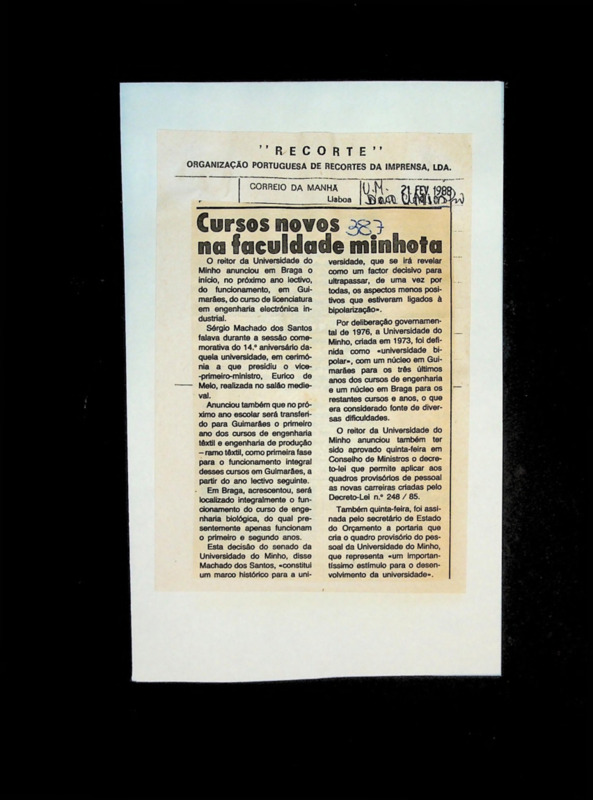 "RECORTE"
ORGANIZAÇÃO PORTUGUESA DE RECORTES DA IMPRENSA, LDA.
CORREIO DA MANHÃ
Lisboa
U.M.
21 FEV. 1988
387
Cursos novos
na faculdade minhota
O reitor da Universidade do
Minho anunciou em Braga o
início, no próximo ano lectivo,
do funcionamento, em Gui-
marães, do curso de licenciatura
em engenharia electrónica in-
dustrial.
Sérgio Machado dos Santos
falava durante a sessão come-
morativa do 14.º aniversário da-
quela universidade, em cerimó-
nia a que presidiu o vice-
-primeiro-ministro, Eurico de
Melo, realizada no salão medie-
val.
Anunciou também que no pró-
ximo ano escolar será transferi-
do para Guimarães o primeiro
ano dos cursos de engenharia
têxtil e engenharia de produção
— ramo têxtil, como primeira fase
para o funcionamento integral
desses cursos em Guimarães, a
partir do ano lectivo seguinte.
Em Braga, acrescentou, será
localizado integralmente o fun-
cionamento do curso de enge-
nharia biológica, do qual pre-
sentemente apenas funcionam
o primeiro e segundo anos.
Esta decisão do senado da
Universidade do Minho, disse
Machado dos Santos, «constitui
um marco histórico para a uni-
versidade, que se irá revelar
como um factor decisivo para
ultrapassar, de uma vez por
todas, os aspectos menos posi-
tivos que estiveram ligados à
bipolarização».
Por deliberação governamen-
tal de 1976, a Universidade do
Minho, criada em 1973, foi defi-
nida como «universidade bi-
polar», com um núcleo em Gui-
marães para os três últimos
anos dos cursos de engenharia
e um núcleo em Braga para os
restantes cursos e anos, o que
era considerado fonte de diver-
sas dificuldades.
O reitor da Universidade do
Minho anunciou também ter
sido aprovado quinta-feira em
Conselho de Ministros o decre-
to-lei que permite aplicar aos
quadros provisórios de pessoal
as novas carreiras criadas pelo
Decreto-Lei n.º 248 / 85.
Também quinta-feira, foi assi-
nada pelo secretário de Estado
do Orçamento a portaria que
cria o quadro provisório do pes-
soal da Universidade do Minho,
que representa «um importan-
tíssimo estímulo para o desen-
volvimento da universidade».